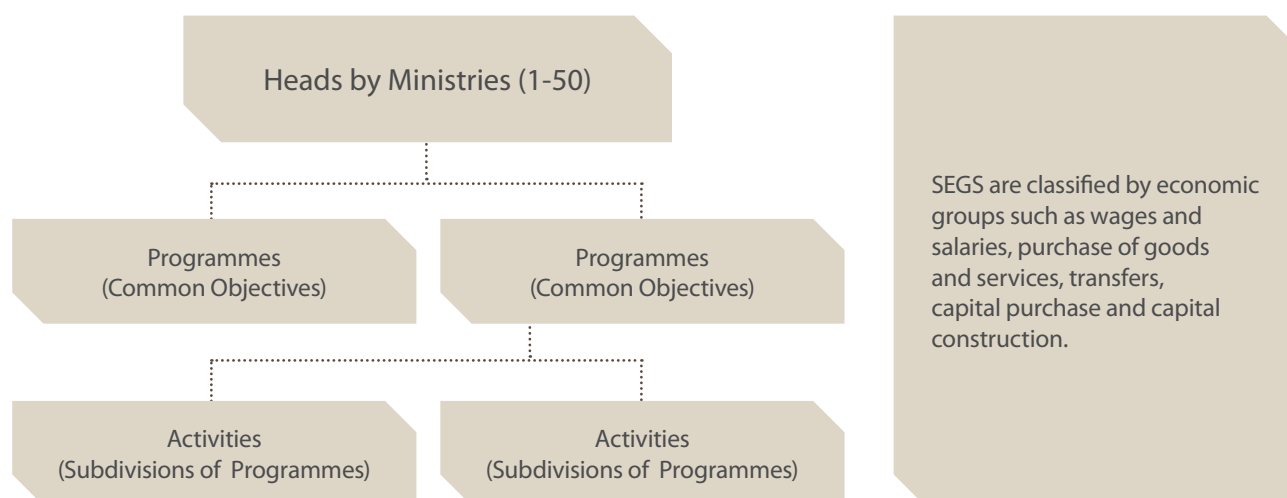 Heads by Ministries (1-50)
Programmes
(Common Objectives)
Programmes
(Common Objectives)
Activities
(Subdivisions of Programmes)
Activities
(Subdivisions of Programmes)
SEGS are classified by economic
groups such as wages and
salaries, purchase of goods
and services, transfers,
capital purchase and capital
construction.